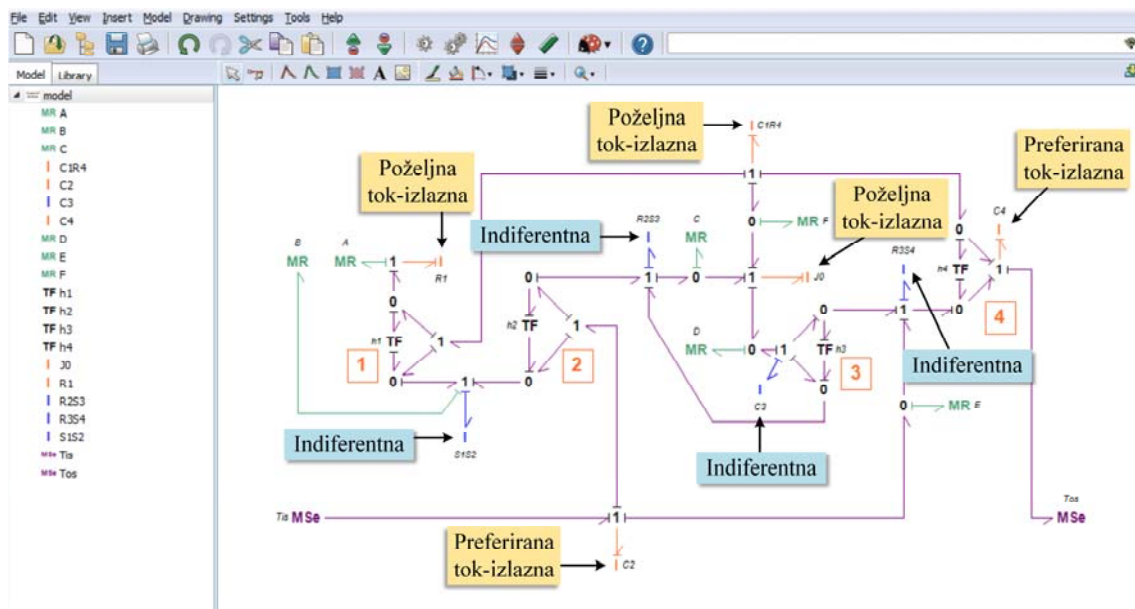 File Edit View Insert Model Drawing Settings Tools Help
Model Library
model
MR A
MR B
MR C
I C1R4
I C2
I C3
I C4
MR D
MR E
MR F
TF h1
TF h2
TF h3
TF h4
I J0
I R1
I R2S3
I R3S4
I S1S2
MSe Tis
MSe Tos
Poželjna
tok-izlazna
I C1R4
Preferirana
tok-izlazna
Poželjna
tok-izlazna
1
Poželjna
tok-izlazna
C4
I
R2S3
I
C
MR
Indiferentna
0
MR F
0
B
MR
A
MR
1
I
R1
R3S4
I
h4 TF
1
0
1
0
1
I J0
0
h2 TF
1
0
1
0
4
h1 TF
1
1
2
D
MR
0
1
TF h3
3
Indiferentna
0
1
0
0
I
C3
0
MR E
Indiferentna
I
S1S2
Indiferentna
Tis MSe
1
Tos
MSe
Preferirana
tok-izlazna
I C2